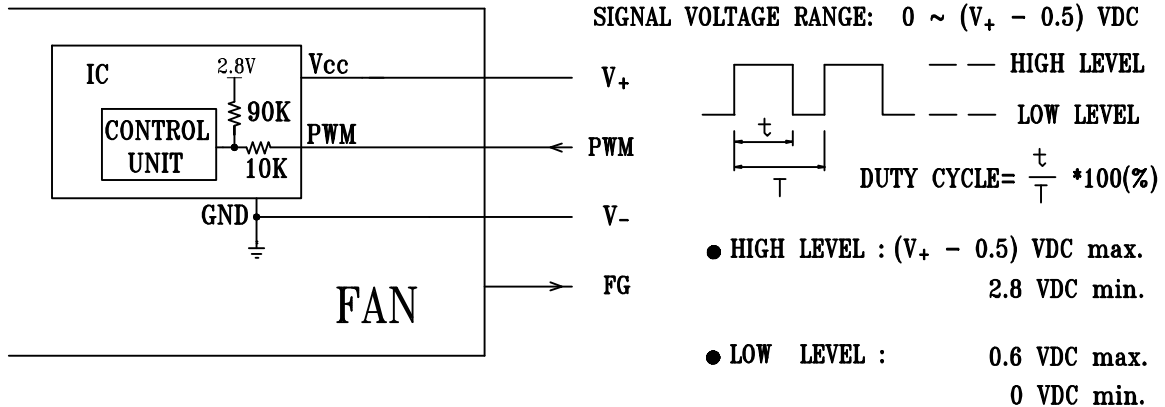 IC
2.8V
Vcc
90K
CONTROL
UNIT
10K
PWM
GND
FAN
V+
PWM
V-
FG
SIGNAL VOLTAGE RANGE: 0 ~ (V+ - 0.5) VDC
HIGH LEVEL
LOW LEVEL
t
T
DUTY CYCLE= t/T *100(%)
● HIGH LEVEL : (V+ - 0.5) VDC max.
2.8 VDC min.
● LOW LEVEL : 0.6 VDC max.
0 VDC min.